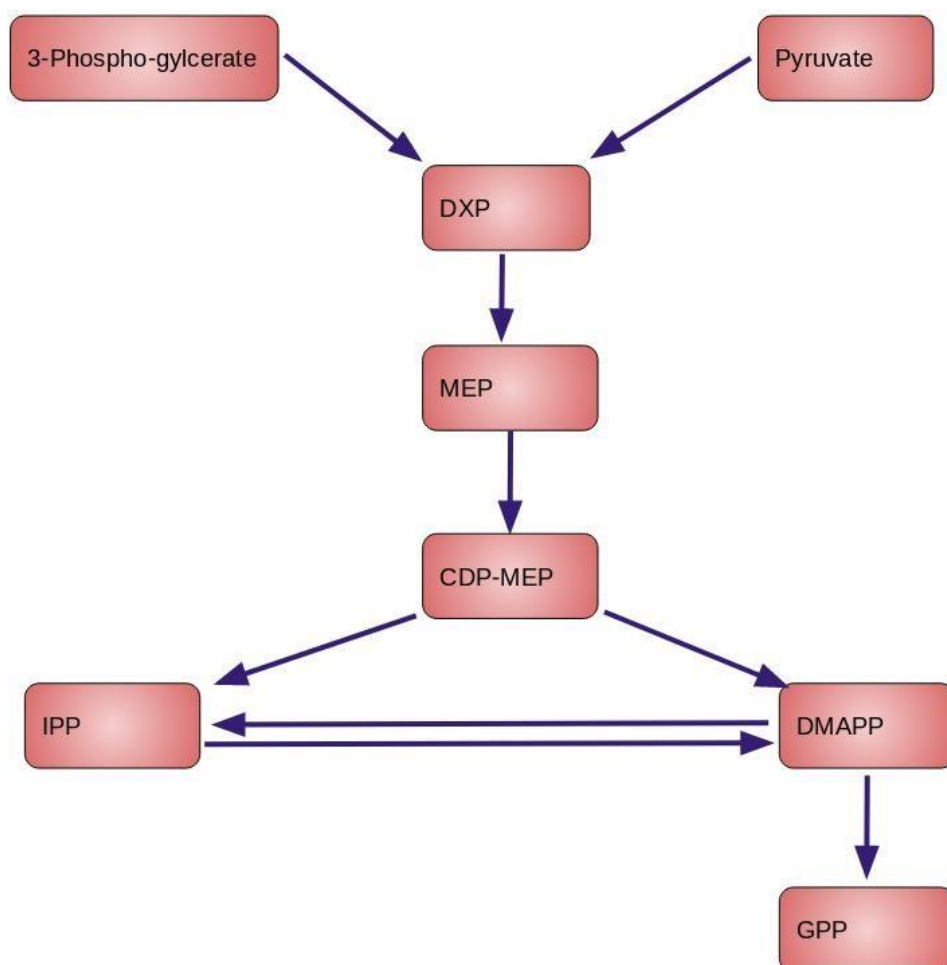 3-Phospho-gylcerate
Pyruvate
DXP
MEP
CDP-MEP
IPP
DMAPP
GPP